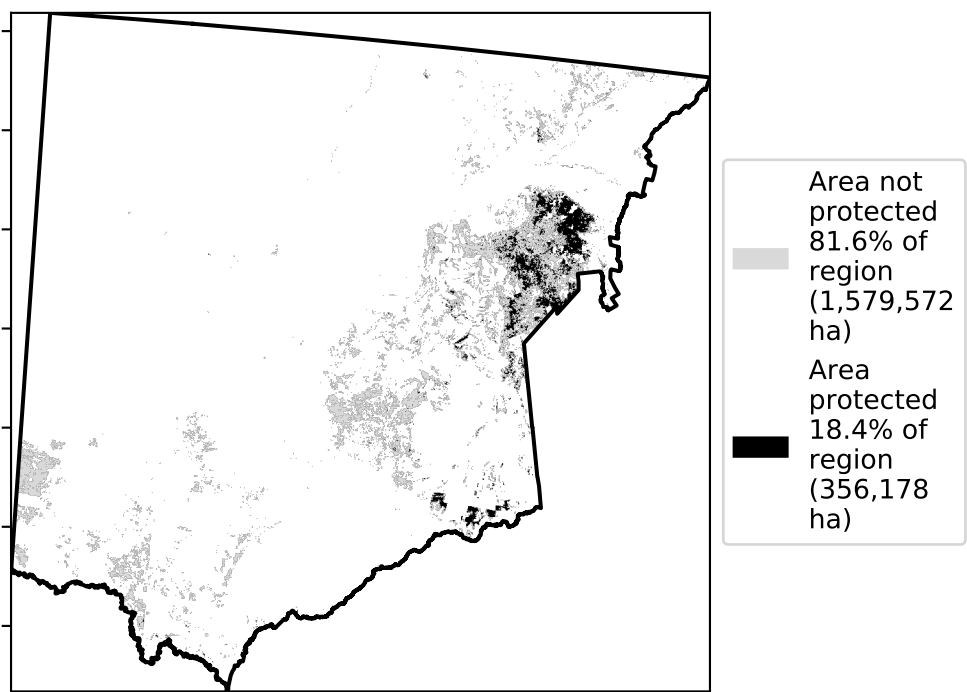 Area not
protected
81.6% of
region
(1,579,572
ha)
Area
protected
18.4% of
region
(356,178
ha)